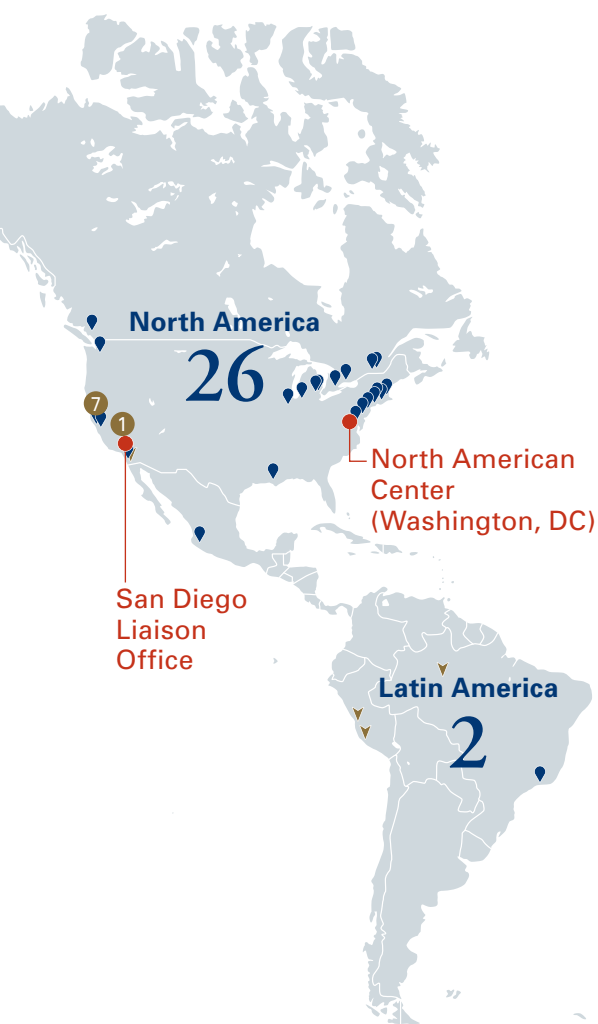 North America
26
7
1
North American
Center
(Washington, DC)
San Diego
Liaison
Office
Latin America
2